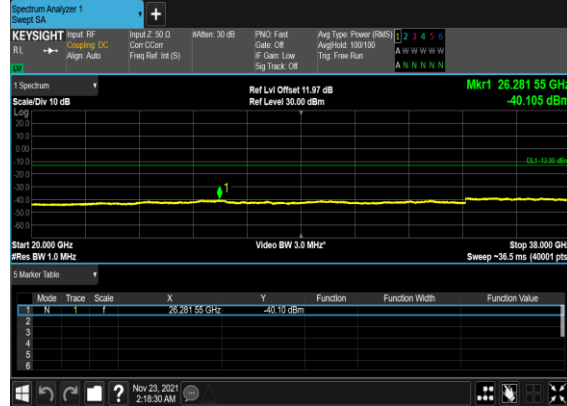 Spectrum Analyzer 1
Swept SA
+
KEYSIGHT Input: RF Input Z: 50 Ω #Atten: 30 dB PNO: Fast Avg Type: Power (RMS) 1 2 3 4 5 6
RL Coupling: DC Corr CCorr Gate: Off Avg|Hold: 100/100 A W W W W W
Align: Auto Freq Ref: Int (S) IF Gain: Low Trig: Free Run
Sig Track: Off A N N N N N
1 Spectrum Ref Lvl Offset 11.97 dB Mkr1 26.281 55 GHz
Scale/Div 10 dB Ref Level 30.00 dBm -40.105 dBm
Log
20.0
10.0
0.00
-10.0 DL1 -13.00 dBm
-20.0
-30.0
1
-40.0
-50.0
-60.0
Start 20.000 GHz Video BW 3.0 MHz* Stop 38.000 GHz
#Res BW 1.0 MHz Sweep ~36.5 ms (40001 pts)
5 Marker Table
Mode Trace Scale X Y Function Function Width Function Value
1 N 1 f 26.281 55 GHz -40.10 dBm
2
3
4
5
6
? Nov 23, 2021
2:18:30 AM